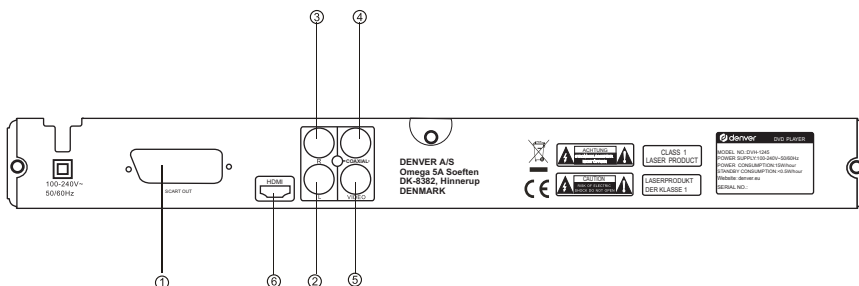 ③ ④
100-240V~
50/60Hz
SCART OUT
HDMI
R
COAXIAL
L
VIDEO
DENVER A/S
Omega 5A Soeften
DK-8382, Hinnerup
DENMARK
CE
ACHTUNG
CAUTION
RISK OF ELECTRIC
SHOCK DO NOT OPEN
CLASS 1
LASER PRODUCT
LASERPRODUKT
DER KLASSE 1
denver DVD PLAYER
MODEL NO.:DVH-1245
POWER SUPPLY:100-240V~50/60Hz
POWER CONSUMPTION:15W/hour
STANDBY CONSUMPTION:<0.5W/hour
Website:denver.eu
SERIAL NO.:
① ⑥ ② ⑤